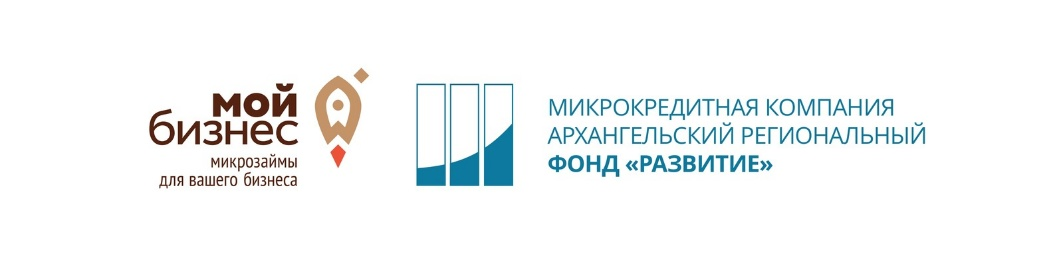 мой
бизнес
микрозаймы
для вашего бизнеса
МИКРОКРЕДИТНАЯ КОМПАНИЯ
АРХАНГЕЛЬСКИЙ РЕГИОНАЛЬНЫЙ
ФОНД «РАЗВИТИЕ»